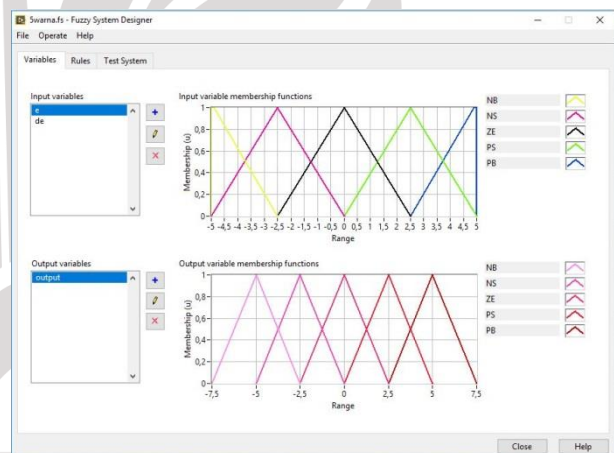 5warna.fs - Fuzzy System Designer
File Operate Help
Variables Rules Test System
Input variables
e
de
Input variable membership functions
Membership (u)
1
0,8
0,6
0,4
0,2
0
-5 -4,5 -4 -3,5 -3 -2,5 -2 -1,5 -1 -0,5 0 0,5 1 1,5 2 2,5 3 3,5 4 4,5 5
Range
NB
NS
ZE
PS
PB
Output variables
output
Output variable membership functions
Membership (u)
1
0,8
0,6
0,4
0,2
0
-7,5 -5 -2,5 0 2,5 5 7,5
Range
NB
NS
ZE
PS
PB
Close Help